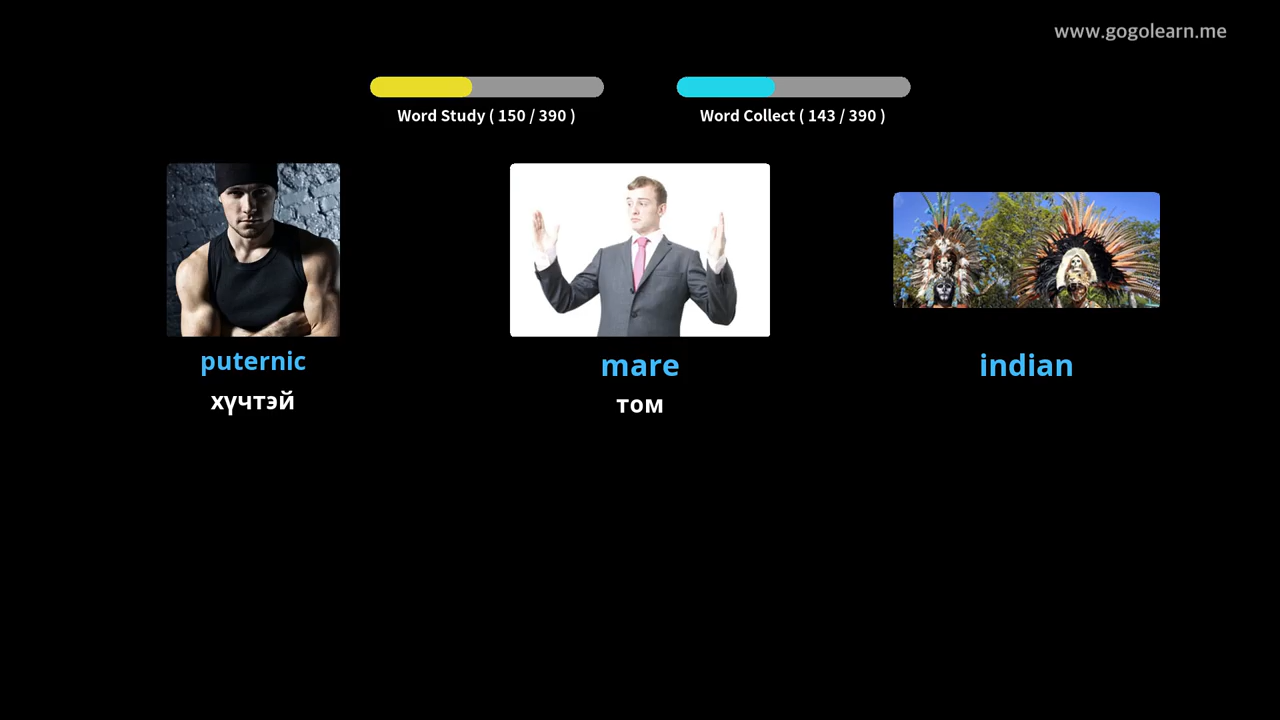 www.gogolearn.me
Word Study ( 150 / 390 )
Word Collect ( 143 / 390 )
puternic
хүчтэй
mare
том
indian